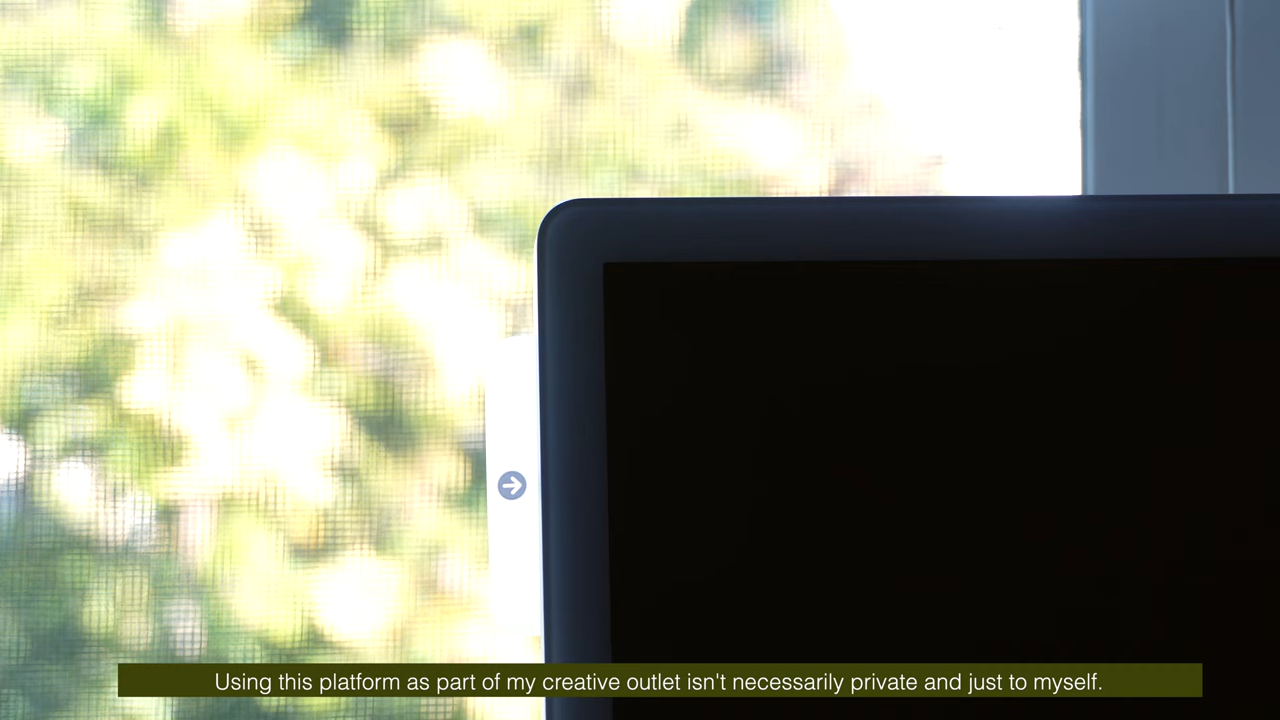 Using this platform as part of my creative outlet isn't necessarily private and just to myself.